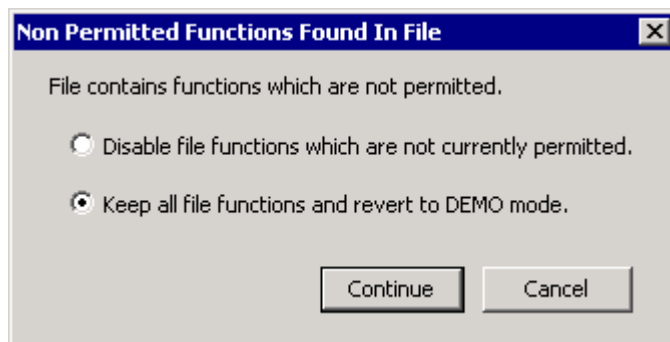 Non Permitted Functions Found In File
File contains functions which are not permitted.
Disable file functions which are not currently permitted.
Keep all file functions and revert to DEMO mode.
Continue Cancel